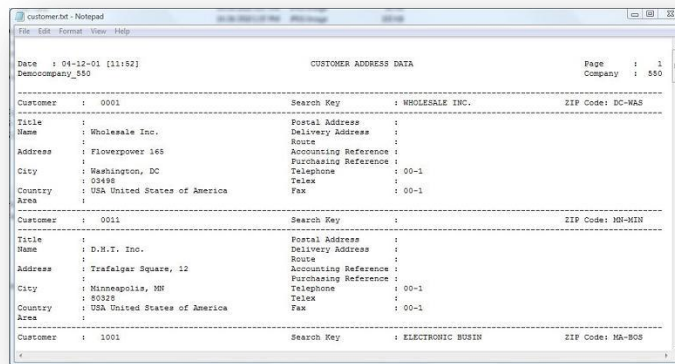 customer.txt - Notepad
File Edit Format View Help
Date : 04-12-01 [11:52] CUSTOMER ADDRESS DATA Page : 1
Democompany_550 Company : 550
Customer : 0001 Search Key : WHOLESALE INC. ZIP Code: DC-WAS
Title : Postal Address :
Name : Wholesale Inc. Delivery Address :
: Route :
Address : Flowerpower 165 Accounting Reference :
: Purchasing Reference :
City : Washington, DC Telephone : 00-1
: 03498 Telex :
Country : USA United States of America Fax : 00-1
Area :
Customer : 0011 Search Key : ZIP Code: MN-MIN
Title : Postal Address :
Name : D.H.T. Inc. Delivery Address :
: Route :
Address : Trafalgar Square, 12 Accounting Reference :
: Purchasing Reference :
City : Minneapolis, MN Telephone : 00-1
: 80328 Telex :
Country : USA United States of America Fax : 00-1
Area :
Customer : 1001 Search Key : ELECTRONIC BUSIN ZIP Code: MA-BOS